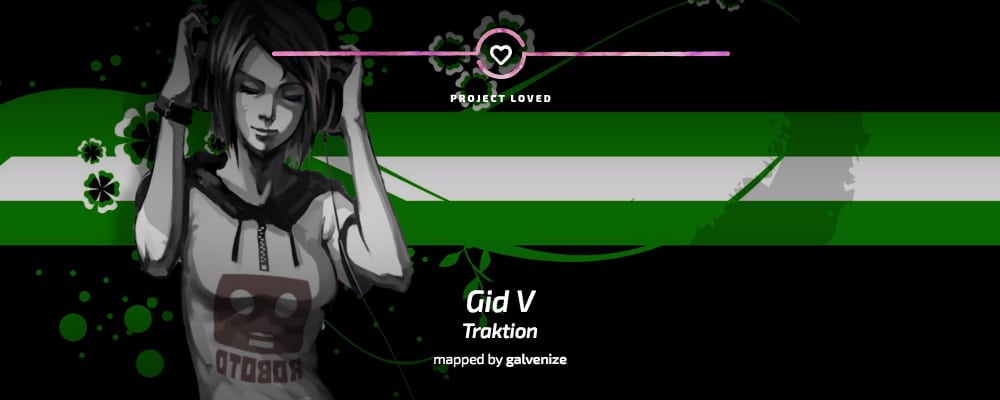 PROJECT LOVED
Gid V
Traktion
mapped by galvenize
ROBOTO